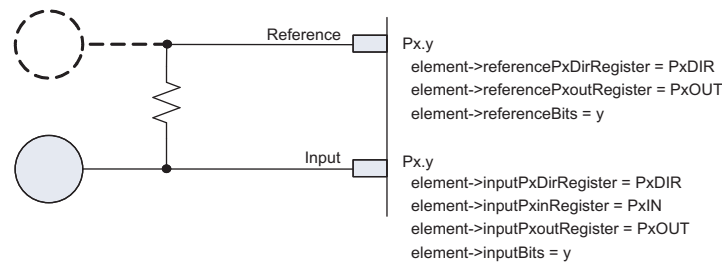 Reference
Px.y
element->referencePxDirRegister = PxDIR
element->referencePxoutRegister = PxOUT
element->referenceBits = y
Input
Px.y
element->inputPxDirRegister = PxDIR
element->inputPxinRegister = PxIN
element->inputPxoutRegister = PxOUT
element->inputBits = y